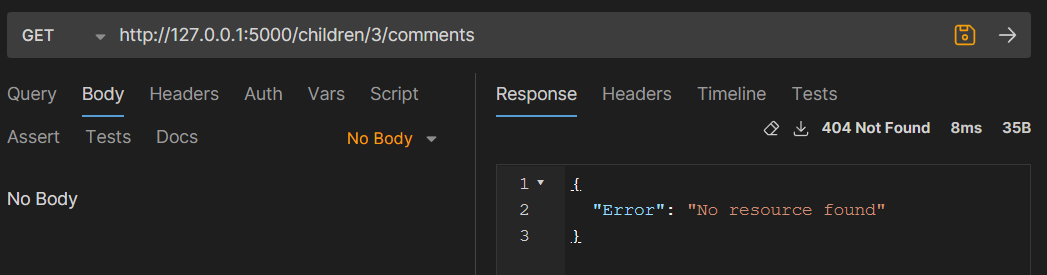 GET http://127.0.0.1:5000/children/3/comments
Query Body Headers Auth Vars Script
Assert Tests Docs No Body
No Body
Response Headers Timeline Tests
404 Not Found 8ms 35B
1 {
2 "Error": "No resource found"
3 }